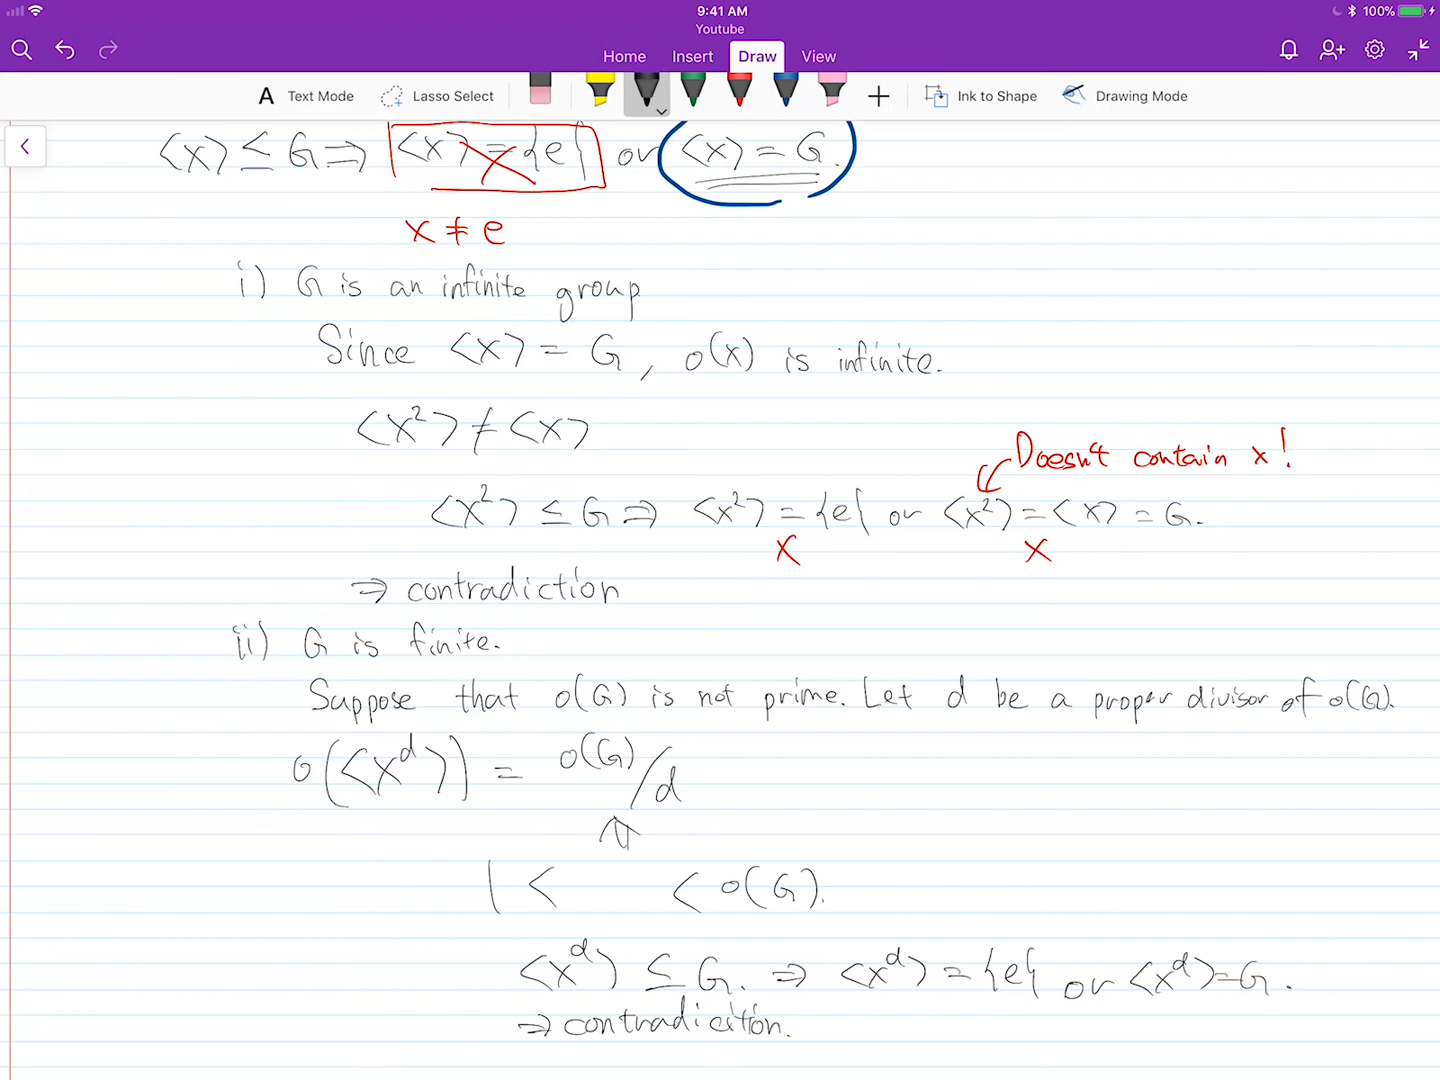 9:41 AM
100%
Youtube
Home Insert Draw View
Text Mode Lasso Select Ink to Shape Drawing Mode
<x> ≤ G ⇒ <x> = {e} or <x> = G.
x ≠ e
i) G is an infinite group
Since <x> = G, o(x) is infinite.
<x²> ≠ <x>
Doesn't contain x!
<x²> ≤ G ⇒ <x²> = {e} or <x²> = <x> = G.
x x
⇒ contradiction
ii) G is finite.
Suppose that o(G) is not prime. Let d be a proper divisor of o(G).
o(<x^d>) = o(G)/d
⇑
1 < < o(G).
<x^d> ≤ G. ⇒ <x^d> = {e} or <x^d> = G.
⇒ contradicition.